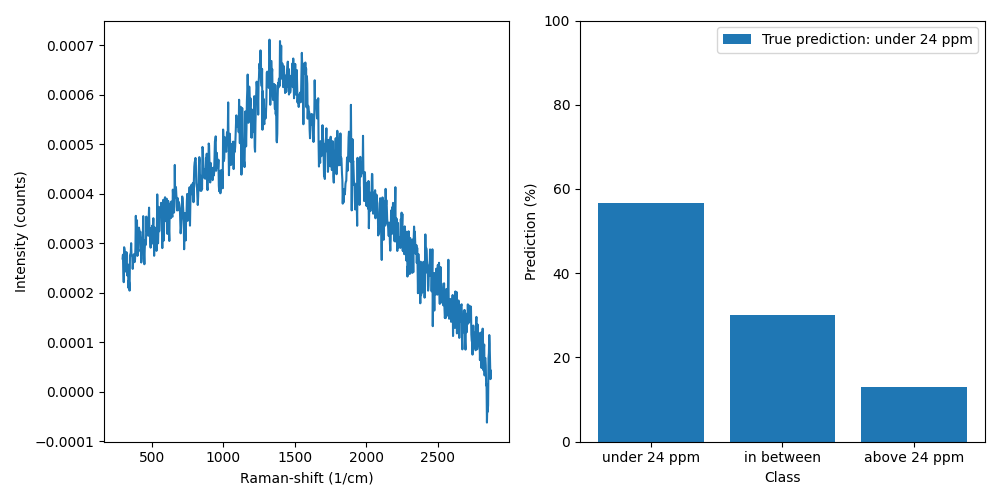 0.0007
0.0006
0.0005
0.0004
0.0003
0.0002
0.0001
0.0000
−0.0001
Intensity (counts)
500 1000 1500 2000 2500
Raman-shift (1/cm)
100
80
60
40
20
0
Prediction (%)
True prediction: under 24 ppm
under 24 ppm in between above 24 ppm
Class